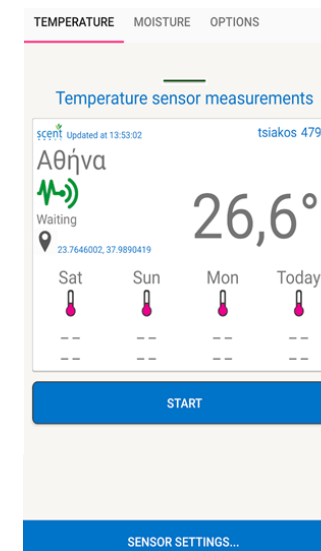 TEMPERATURE MOISTURE OPTIONS
Temperature sensor measurements
scent Updated at 13:53:02 tsiakos 479
Αθήνα
Waiting
26,6°
23.7646002, 37.9890419
Sat Sun Mon Today
-- -- -- --
-- -- -- --
START
SENSOR SETTINGS...